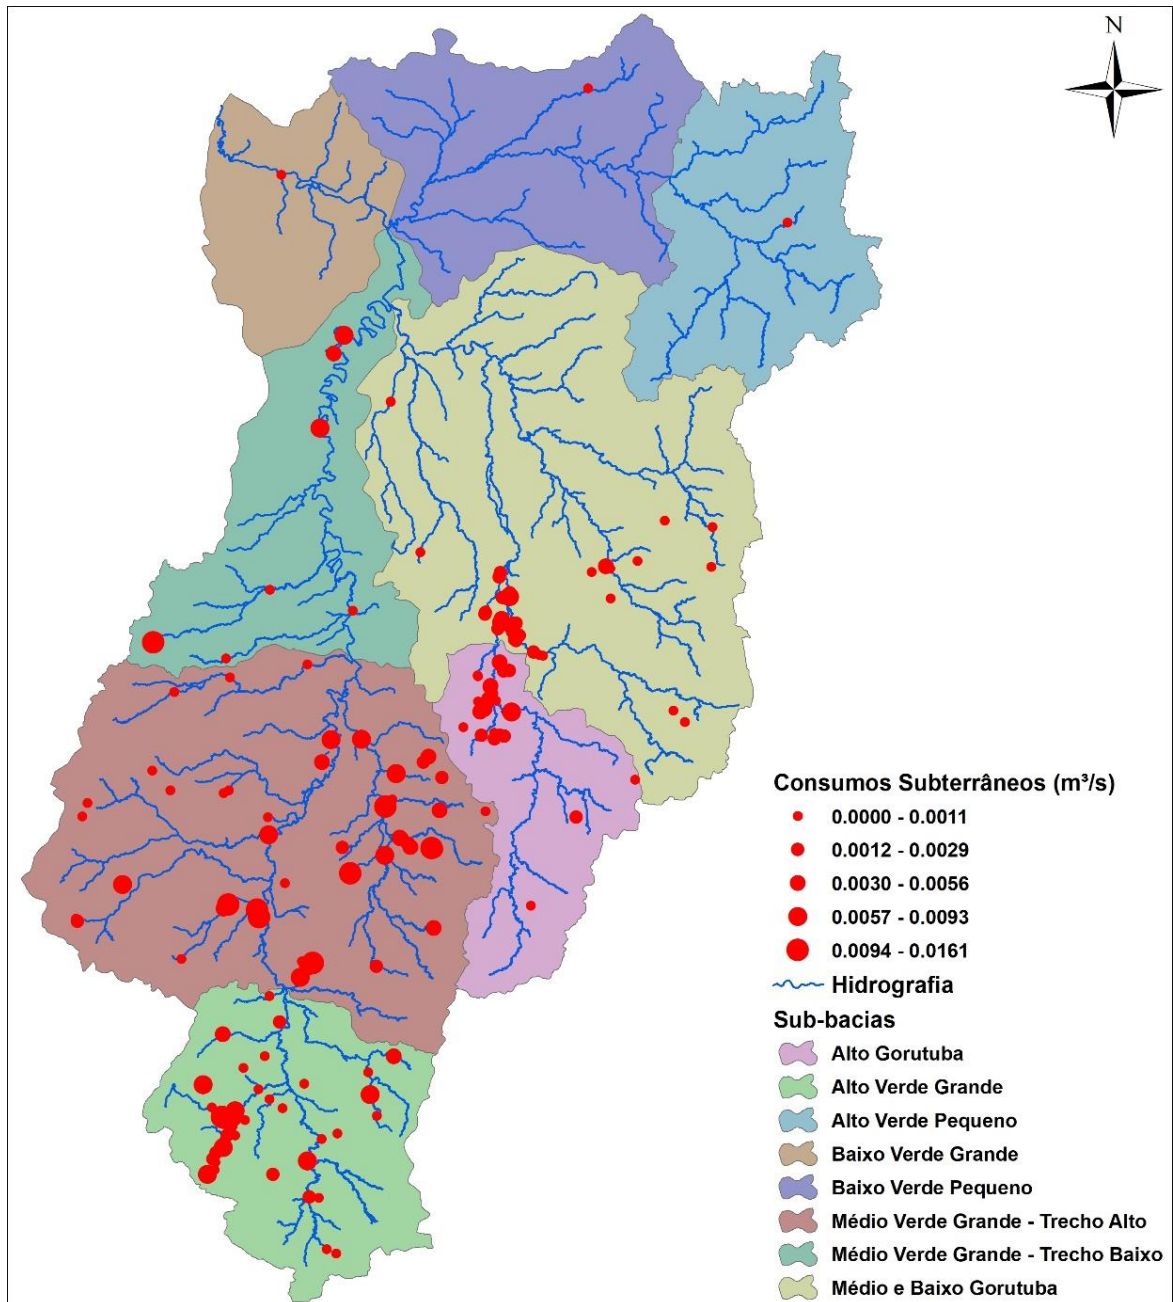 N
Consumos Subterrâneos (m³/s)
0.0000 - 0.0011
0.0012 - 0.0029
0.0030 - 0.0056
0.0057 - 0.0093
0.0094 - 0.0161
Hidrografia
Sub-bacias
Alto Gorutuba
Alto Verde Grande
Alto Verde Pequeno
Baixo Verde Grande
Baixo Verde Pequeno
Médio Verde Grande - Trecho Alto
Médio Verde Grande - Trecho Baixo
Médio e Baixo Gorutuba